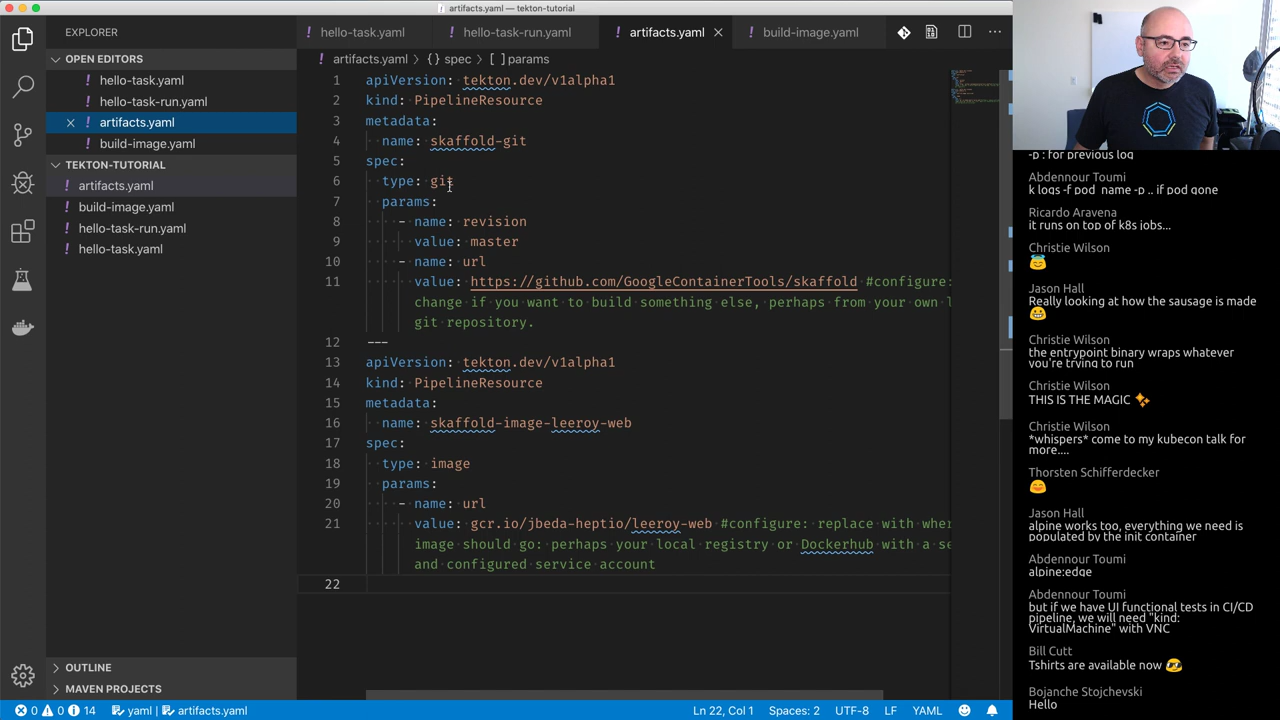 artifacts.yaml — tekton-tutorial
EXPLORER
OPEN EDITORS
hello-task.yaml
hello-task-run.yaml
artifacts.yaml
build-image.yaml
TEKTON-TUTORIAL
artifacts.yaml
build-image.yaml
hello-task-run.yaml
hello-task.yaml
OUTLINE
MAVEN PROJECTS
hello-task.yaml
hello-task-run.yaml
artifacts.yaml
build-image.yaml
artifacts.yaml > {} spec > [ ] params
1 apiVersion: tekton.dev/v1alpha1
2 kind: PipelineResource
3 metadata:
4 name: skaffold-git
5 spec:
6 type: git
7 params:
8 - name: revision
9 value: master
10 - name: url
11 value: https://github.com/GoogleContainerTools/skaffold #configure:
change if you want to build something else, perhaps from your own l
git repository.
12 ---
13 apiVersion: tekton.dev/v1alpha1
14 kind: PipelineResource
15 metadata:
16 name: skaffold-image-leeroy-web
17 spec:
18 type: image
19 params:
20 - name: url
21 value: gcr.io/jbeda-heptio/leeroy-web #configure: replace with wher
image should go: perhaps your local registry or Dockerhub with a se
and configured service account
22
0 0 14 yaml | artifacts.yaml
Ln 22, Col 1 Spaces: 2 UTF-8 LF YAML
-p : for previous log
Abdennour Toumi
k logs -f pod_name -p .. if pod gone
Ricardo Aravena
it runs on top of k8s jobs...
Christie Wilson
😇
Jason Hall
Really looking at how the sausage is made
😀
Christie Wilson
the entrypoint binary wraps whatever
you're trying to run
Christie Wilson
THIS IS THE MAGIC ✨
Christie Wilson
*whispers* come to my kubecon talk for
more....
Thorsten Schifferdecker
😊
Jason Hall
alpine works too, everything we need is
populated by the init container
Abdennour Toumi
alpine:edge
Abdennour Toumi
but if we have UI functional tests in CI/CD
pipeline, we will need "kind:
VirtualMachine" with VNC
Bill Cutt
Tshirts are available now 😎
Bojanche Stojchevski
Hello